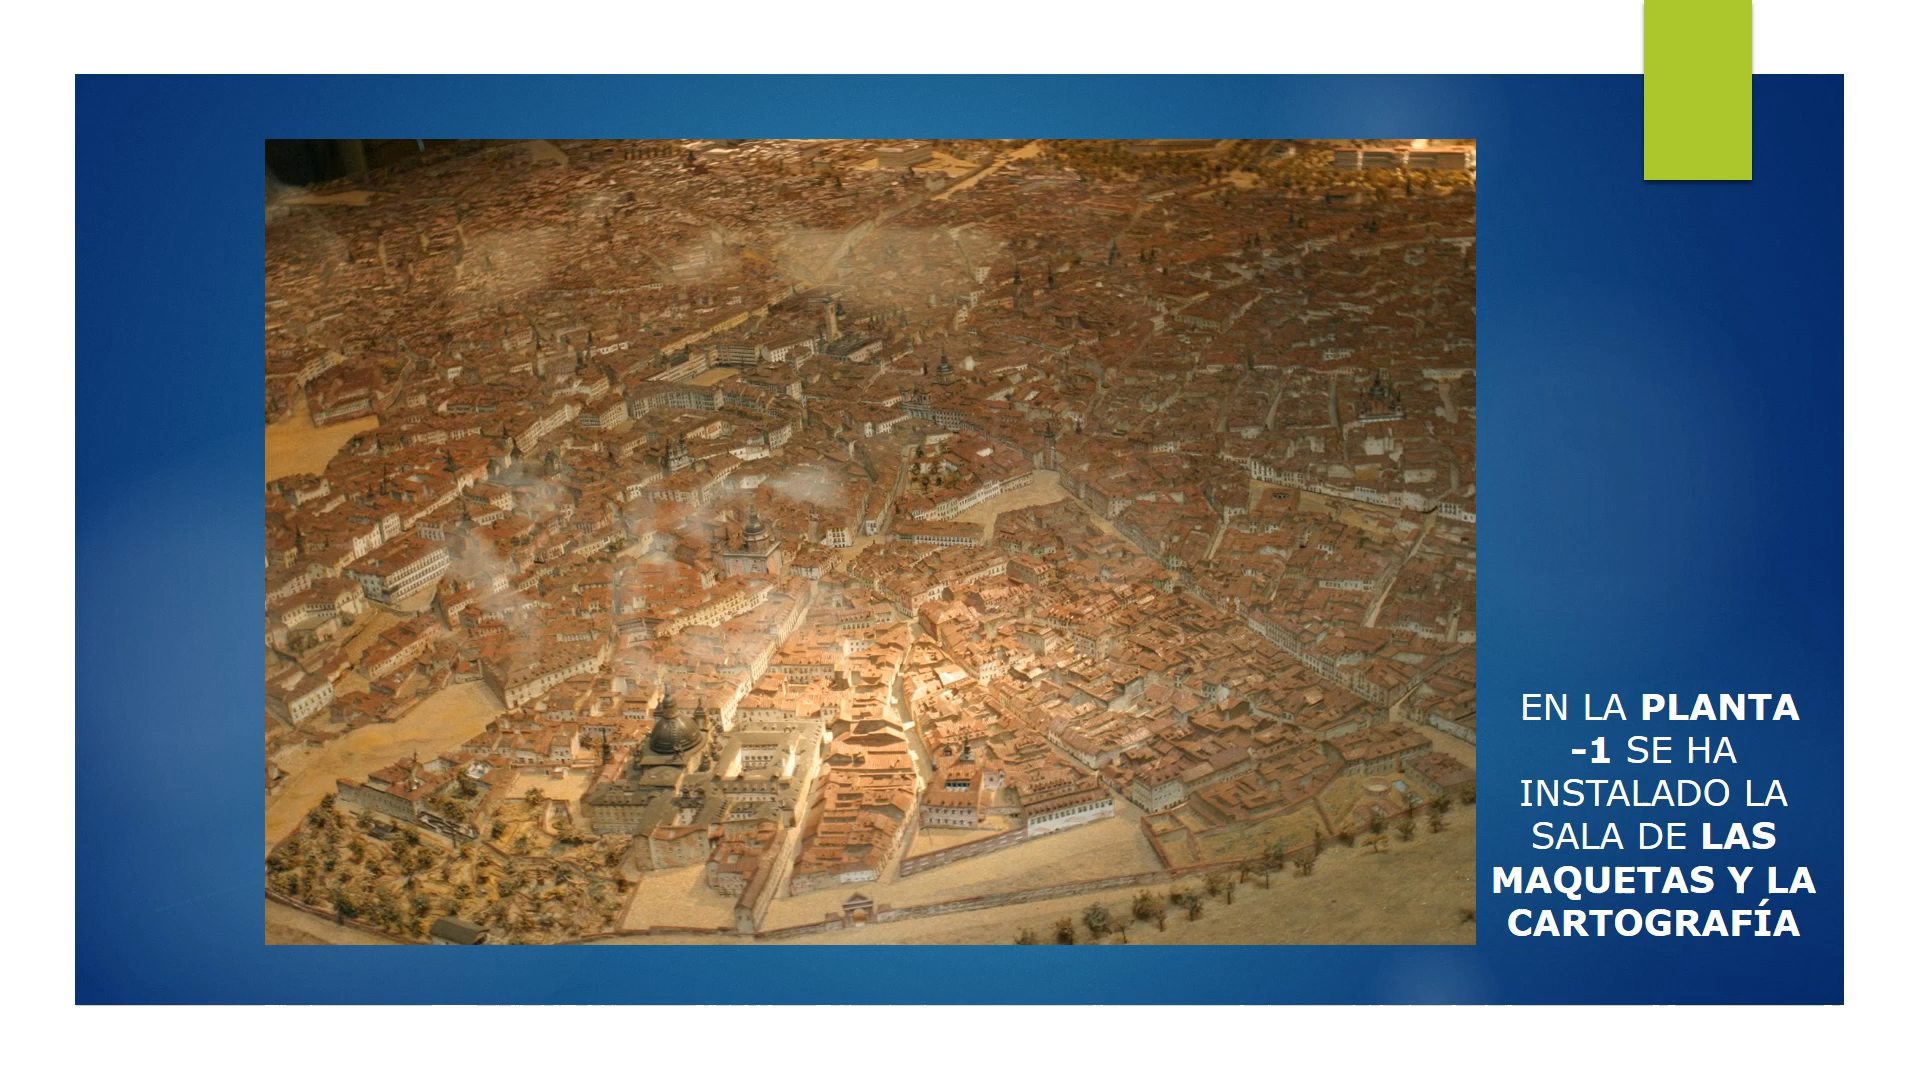 EN LA PLANTA
-1 SE HA
INSTALADO LA
SALA DE LAS
MAQUETAS Y LA
CARTOGRAFÍA